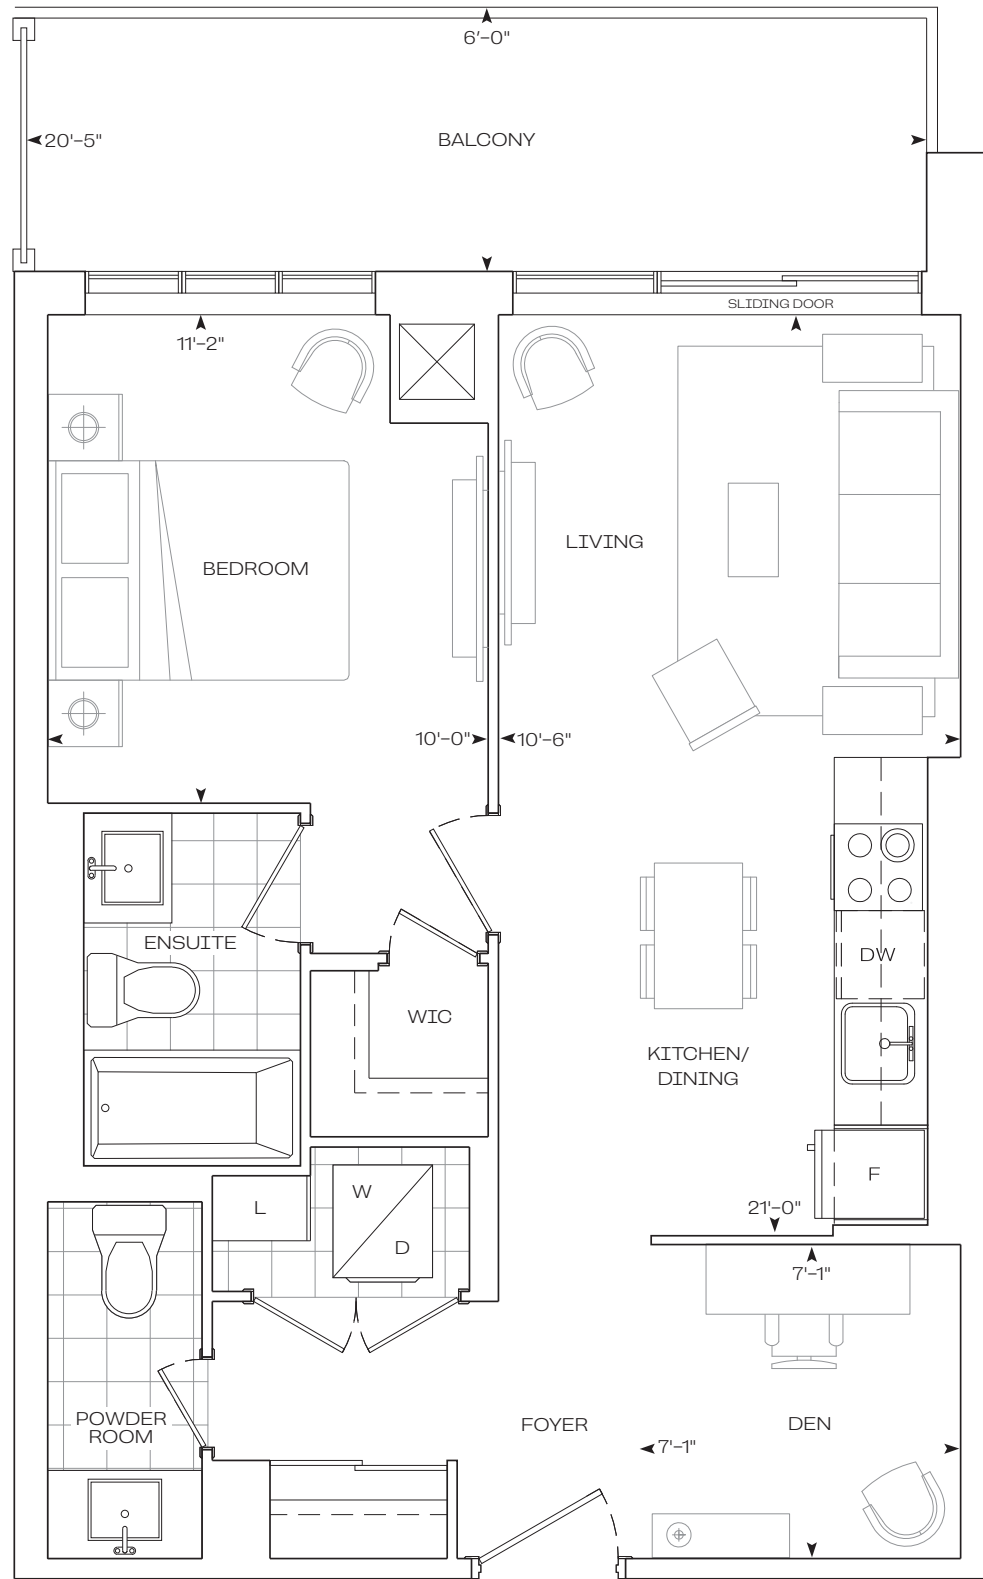 6'-0"
20'-5"
BALCONY
SLIDING DOOR
11'-2"
LIVING
BEDROOM
10'-0"
10'-6"
ENSUITE
DW
WIC
KITCHEN/
DINING
F
W
L
D
21'-0"
7'-1"
POWDER
ROOM
FOYER
DEN
7'-1"